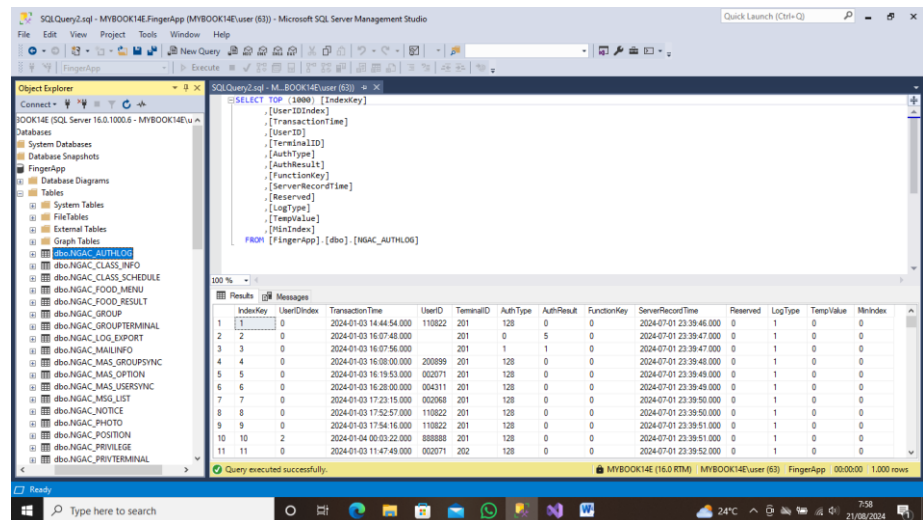 SQLQuery2.sql - MYBOOK14E.FingerApp (MYBOOK14E\user (63)) - Microsoft SQL Server Management Studio
Quick Launch (Ctrl+Q)
File Edit View Project Tools Window Help
New Query
FingerApp
Execute
Object Explorer
SQLQuery2.sql - M...BOOK14E\user (63))
Connect
BOOK14E (SQL Server 16.0.1000.6 - MYBOOK14E\u
Databases
System Databases
Database Snapshots
FingerApp
Database Diagrams
Tables
System Tables
FileTables
External Tables
Graph Tables
dbo.NGAC_AUTHLOG
dbo.NGAC_CLASS_INFO
dbo.NGAC_CLASS_SCHEDULE
dbo.NGAC_FOOD_MENU
dbo.NGAC_FOOD_RESULT
dbo.NGAC_GROUP
dbo.NGAC_GROUPTERMINAL
dbo.NGAC_LOG_EXPORT
dbo.NGAC_MAILINFO
dbo.NGAC_MAS_GROUPSYNC
dbo.NGAC_MAS_OPTION
dbo.NGAC_MAS_USERSYNC
dbo.NGAC_MSG_LIST
dbo.NGAC_NOTICE
dbo.NGAC_PHOTO
dbo.NGAC_POSITION
dbo.NGAC_PRIVILEGE
dbo.NGAC_PRIVTERMINAL
SELECT TOP (1000) [IndexKey]
,[UserIDIndex]
,[TransactionTime]
,[UserID]
,[TerminalID]
,[AuthType]
,[AuthResult]
,[FunctionKey]
,[ServerRecordTime]
,[Reserved]
,[LogType]
,[TempValue]
,[MinIndex]
FROM [FingerApp].[dbo].[NGAC_AUTHLOG]
100 %
Results Messages
IndexKey UserIDIndex TransactionTime UserID TerminalID AuthType AuthResult FunctionKey ServerRecordTime Reserved LogType TempValue MinIndex
1 1 0 2024-01-03 14:44:54.000 110822 201 128 0 0 2024-07-01 23:39:46.000 0 1 0 0
2 2 0 2024-01-03 16:07:48.000 201 0 5 0 2024-07-01 23:39:47.000 0 1 0 0
3 3 0 2024-01-03 16:07:56.000 201 1 1 0 2024-07-01 23:39:47.000 0 1 0 0
4 4 0 2024-01-03 16:08:00.000 200899 201 128 0 0 2024-07-01 23:39:48.000 0 1 0 0
5 5 0 2024-01-03 16:19:53.000 002071 201 128 0 0 2024-07-01 23:39:49.000 0 1 0 0
6 6 0 2024-01-03 16:28:00.000 004311 201 128 0 0 2024-07-01 23:39:49.000 0 1 0 0
7 7 0 2024-01-03 17:23:15.000 002068 201 128 0 0 2024-07-01 23:39:50.000 0 1 0 0
8 8 0 2024-01-03 17:52:57.000 110822 201 128 0 0 2024-07-01 23:39:50.000 0 1 0 0
9 9 0 2024-01-03 17:54:16.000 110822 201 128 0 0 2024-07-01 23:39:51.000 0 1 0 0
10 10 2 2024-01-04 00:03:22.000 888888 201 128 0 0 2024-07-01 23:39:51.000 0 1 0 0
11 11 0 2024-01-03 11:47:49.000 002071 202 128 0 0 2024-07-01 23:39:52.000 0 1 0 0
Query executed successfully.
MYBOOK14E (16.0 RTM) MYBOOK14E\user (63) FingerApp 00:00:00 1.000 rows
Ready
Type here to search
24°C
7:58
21/08/2024